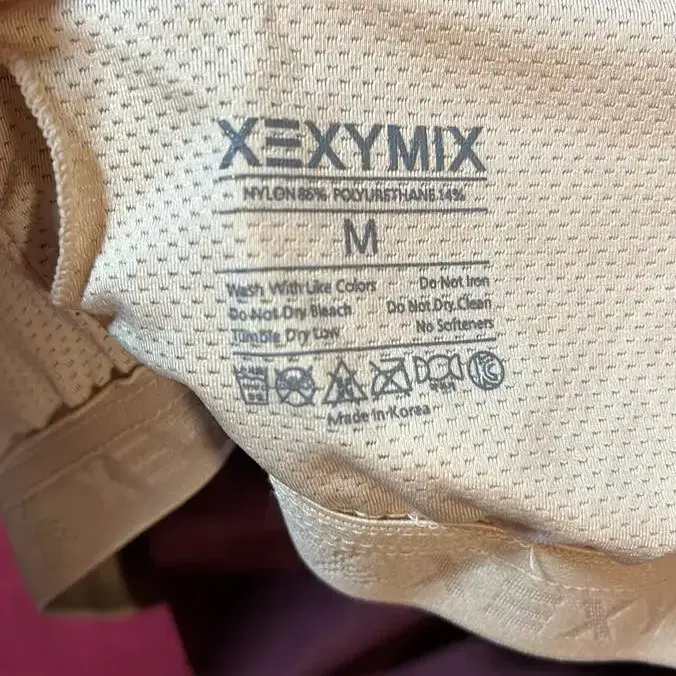 XEXYMIX
NYLON 86% POLYURETHANE 14%
M
Wash With Like Colors Do Not Iron
Do Not Dry Bleach Do Not Dry Clean
Tumble Dry Low No Softeners
Made in Korea